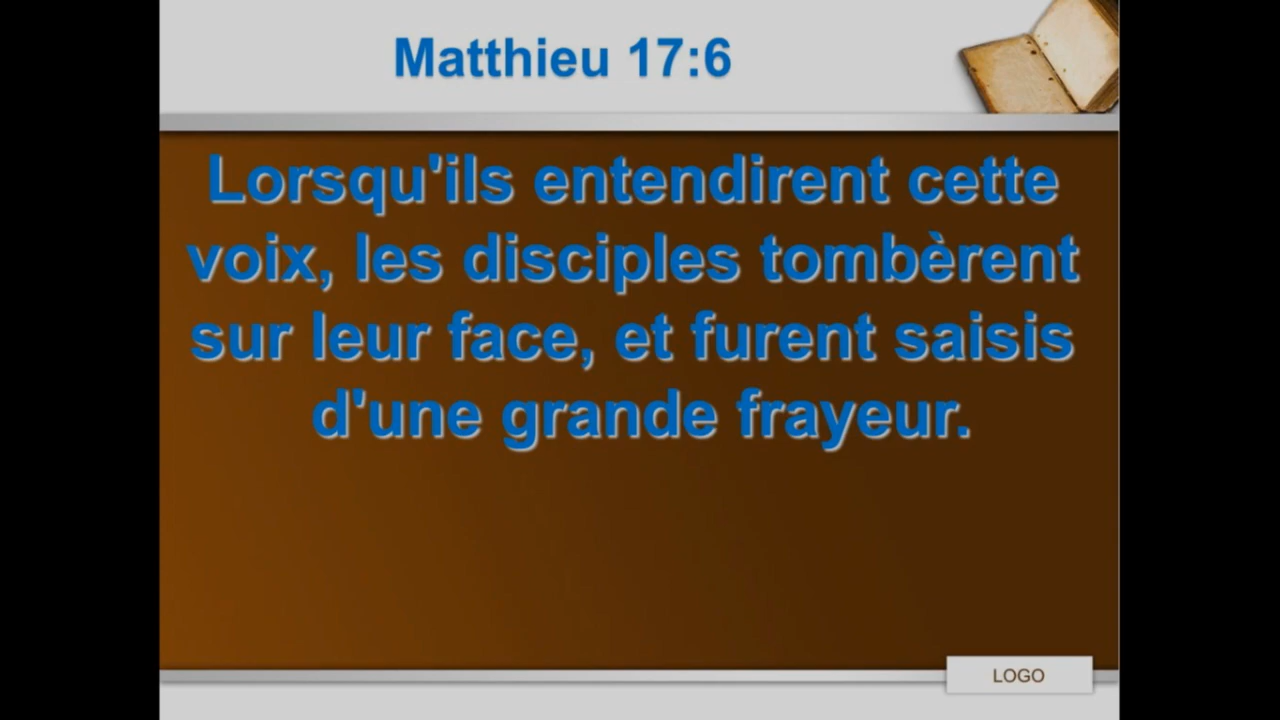 Matthieu 17:6
Lorsqu'ils entendirent cette
voix, les disciples tombèrent
sur leur face, et furent saisis
d'une grande frayeur.
LOGO